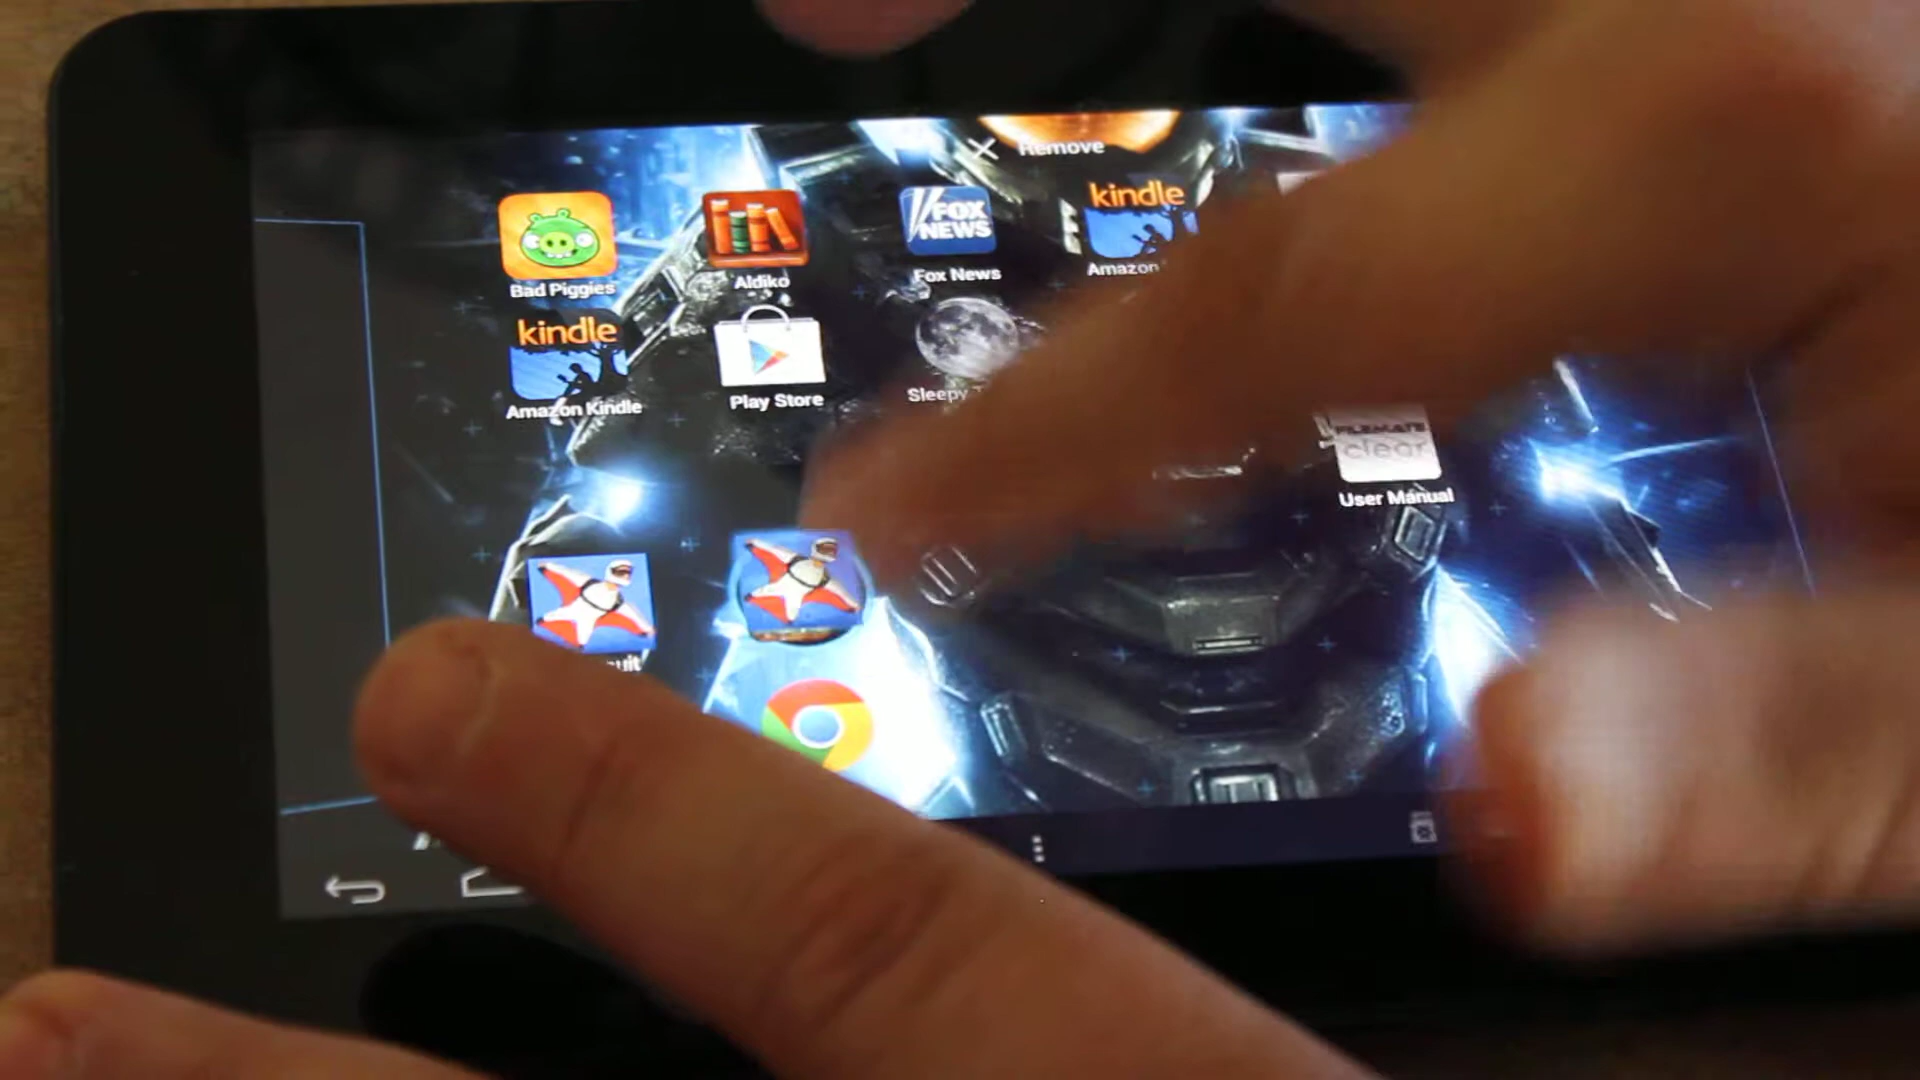 Remove
Bad Piggies
Aldiko
FOX
NEWS
Fox News
kindle
Amazon
kindle
Amazon Kindle
Play Store
Sleepy
clear
User Manual
uit